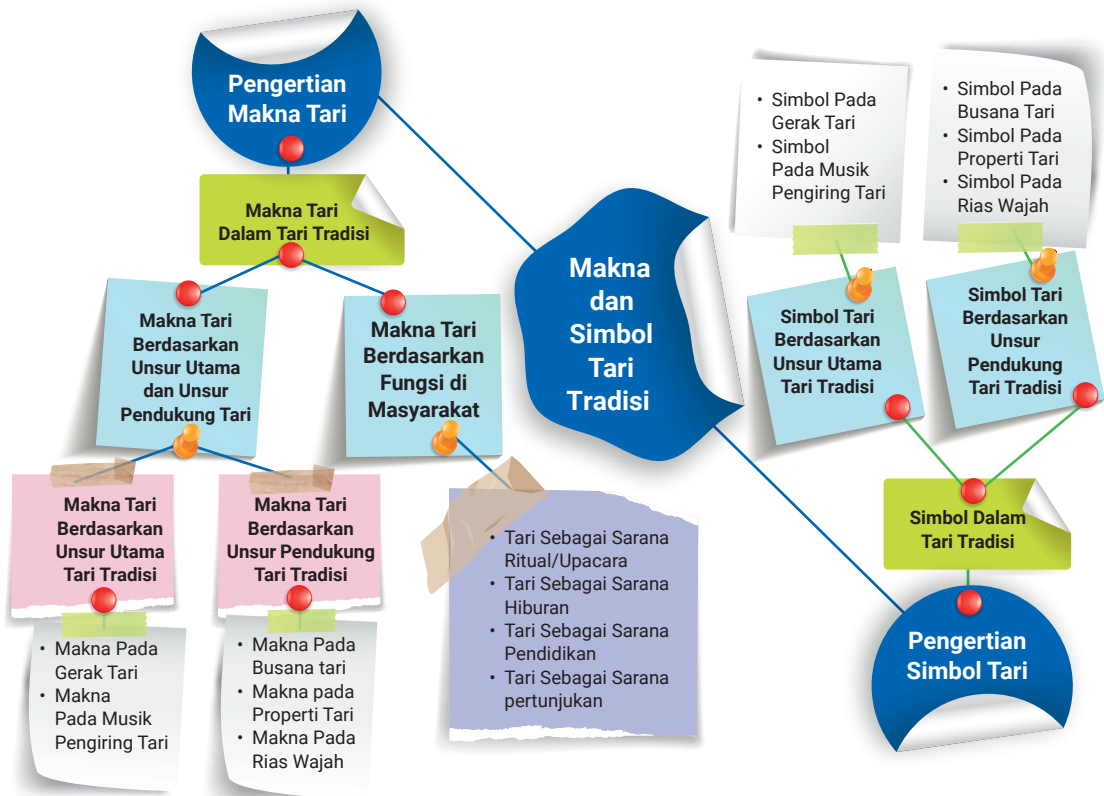 Pengertian
Makna Tari
Makna Tari
Dalam Tari Tradisi
Makna Tari
Berdasarkan
Unsur Utama
dan Unsur
Pendukung Tari
Makna Tari
Berdasarkan
Fungsi di
Masyarakat
Makna Tari
Berdasarkan
Unsur Utama
Tari Tradisi
Makna Tari
Berdasarkan
Unsur Pendukung
Tari Tradisi
• Makna Pada
Gerak Tari
• Makna
Pada Musik
Pengiring Tari
• Makna Pada
Busana tari
• Makna pada
Properti Tari
• Makna Pada
Rias Wajah
• Tari Sebagai Sarana
Ritual/Upacara
• Tari Sebagai Sarana
Hiburan
• Tari Sebagai Sarana
Pendidikan
• Tari Sebagai Sarana
pertunjukan
Makna
dan
Simbol
Tari
Tradisi
• Simbol Pada
Gerak Tari
• Simbol
Pada Musik
Pengiring Tari
• Simbol Pada
Busana Tari
• Simbol Pada
Properti Tari
• Simbol Pada
Rias Wajah
Simbol Tari
Berdasarkan
Unsur Utama
Tari Tradisi
Simbol Tari
Berdasarkan
Unsur
Pendukung
Tari Tradisi
Simbol Dalam
Tari Tradisi
Pengertian
Simbol Tari